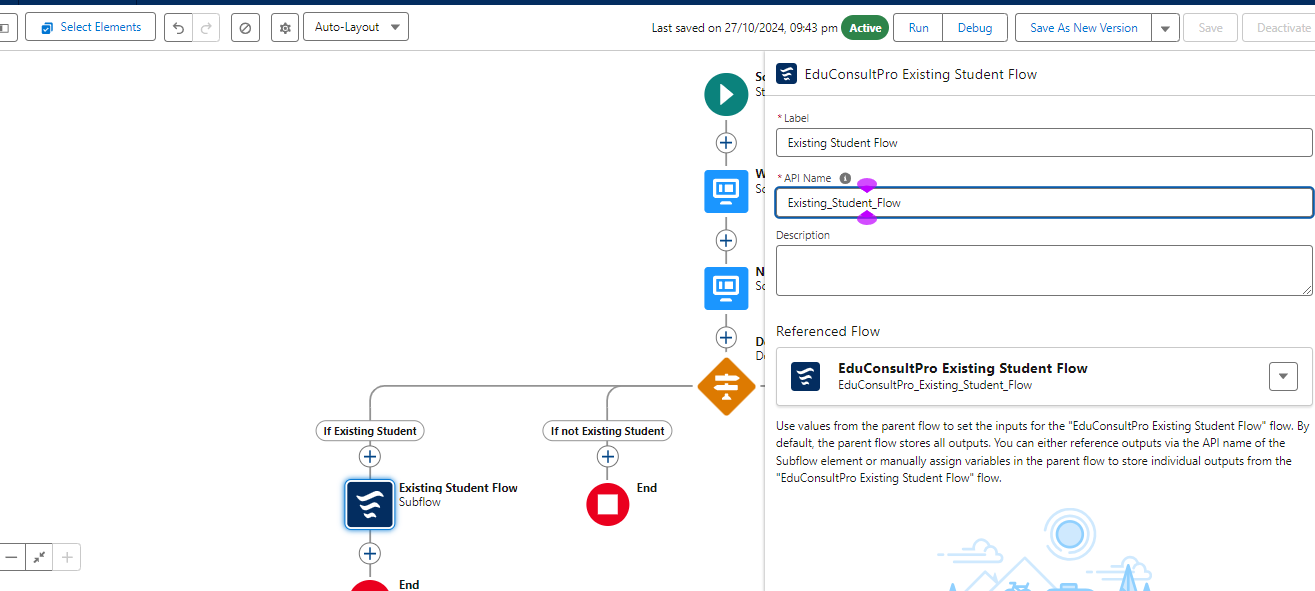 Select Elements
Auto-Layout
Last saved on 27/10/2024, 09:43 pm
Active
Run
Debug
Save As New Version
Save
Deactivate
EduConsultPro Existing Student Flow
* Label
Existing Student Flow
* API Name
Existing_Student_Flow
Description
Referenced Flow
EduConsultPro Existing Student Flow
EduConsultPro_Existing_Student_Flow
Use values from the parent flow to set the inputs for the "EduConsultPro Existing Student Flow" flow. By
default, the parent flow stores all outputs. You can either reference outputs via the API name of the
Subflow element or manually assign variables in the parent flow to store individual outputs from the
"EduConsultPro Existing Student Flow" flow.
If Existing Student
If not Existing Student
Existing Student Flow
Subflow
End
End